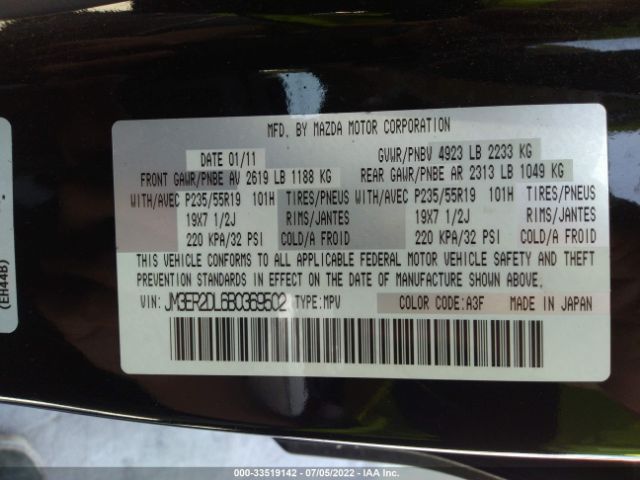 MFD. BY MAZDA MOTOR CORPORATION
DATE 01/11 GVWR/PNBV 4923 LB 2233 KG
FRONT GAWR/PNBE AV 2619 LB 1188 KG REAR GAWR/PNBE AR 2313 LB 1049 KG
WITH/AVEC P235/55R19 101H TIRES/PNEUS WITH/AVEC P235/55R19 101H TIRES/PNEUS
19X7 1/2J RIMS/JANTES 19X7 1/2J RIMS/JANTES
220 KPA/32 PSI COLD/A FROID 220 KPA/32 PSI COLD/A FROID
THIS VEHICLE CONFORMS TO ALL APPLICABLE FEDERAL MOTOR VEHICLE SAFETY AND THEFT
PREVENTION STANDARDS IN EFFECT ON THE DATE OF MANUFACTURE SHOWN ABOVE.
VIN: JM3ER2DL6B0369502 TYPE:MPV COLOR CODE:A3F MADE IN JAPAN
(EH44B)
000-33519142 - 07/05/2022 - IAA Inc.